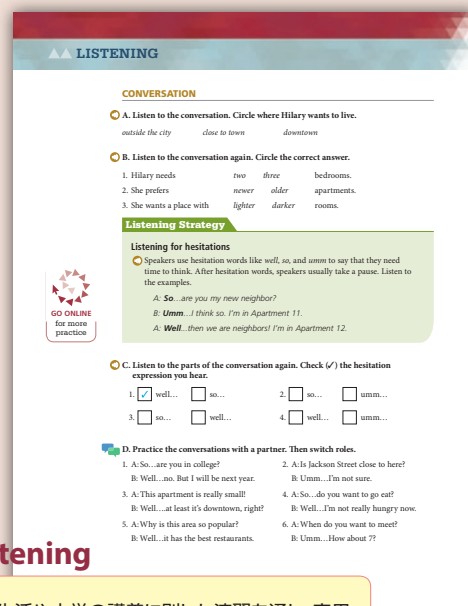 LISTENING
CONVERSATION
A. Listen to the conversation. Circle where Hilary wants to live.
outside the city close to town downtown
B. Listen to the conversation again. Circle the correct answer.
1. Hilary needs two three bedrooms.
2. She prefers newer older apartments.
3. She wants a place with lighter darker rooms.
Listening Strategy
Listening for hesitations
Speakers use hesitation words like well, so, and umm to say that they need
time to think. After hesitation words, speakers usually take a pause. Listen to
the examples.
A: So...are you my new neighbor?
B: Umm...I think so. I'm in Apartment 11.
A: Well...then we are neighbors! I'm in Apartment 12.
GO ONLINE
for more
practice
C. Listen to the parts of the conversation again. Check (✓) the hesitation
expression you hear.
1. ✓ well... so... 2. so... umm...
3. so... well... 4. well... umm...
D. Practice the conversations with a partner. Then switch roles.
1. A: So...are you in college? 2. A: Is Jackson Street close to here?
B: Well...no. But I will be next year. B: Umm...I'm not sure.
3. A: This apartment is really small! 4. A: So...do you want to go eat?
B: Well....at least it's downtown, right? B: Well...I'm not really hungry now.
5. A: Why is this area so popular? 6. A: When do you want to meet?
B: Well...it has the best restaurants. B: Umm...How about 7?
tening